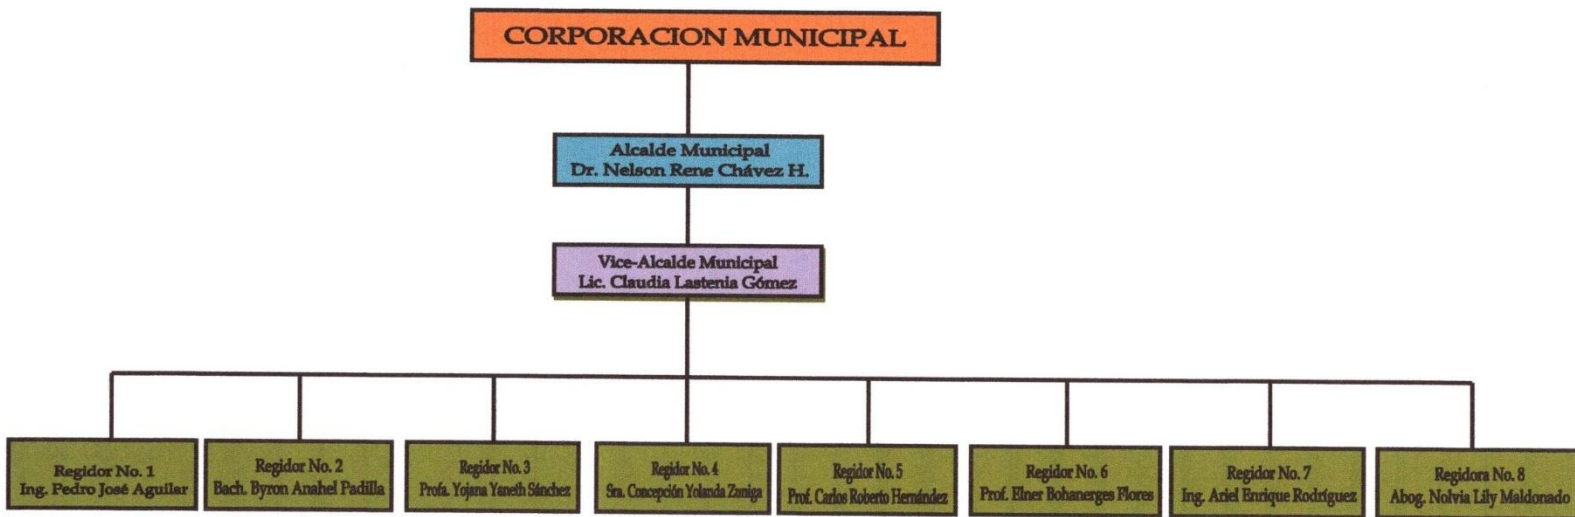 CORPORACION MUNICIPAL
Alcalde Municipal
Dr. Nelson Rene Chávez H.
Vice-Alcalde Municipal
Lic. Claudia Lastenia Gómez
Regidor No. 1
Ing. Pedro José Aguilar
Regidor No. 2
Bach. Byron Anahel Padilla
Regidor No. 3
Profa. Yojana Yaneth Sánchez
Regidor No. 4
Sra. Concepción Yolanda Zuniga
Regidor No. 5
Prof. Carlos Roberto Hernández
Regidor No. 6
Prof. Elner Bohanerges Flores
Regidor No. 7
Ing. Ariel Enrique Rodríguez
Regidora No. 8
Abog. Nolvia Lily Maldonado